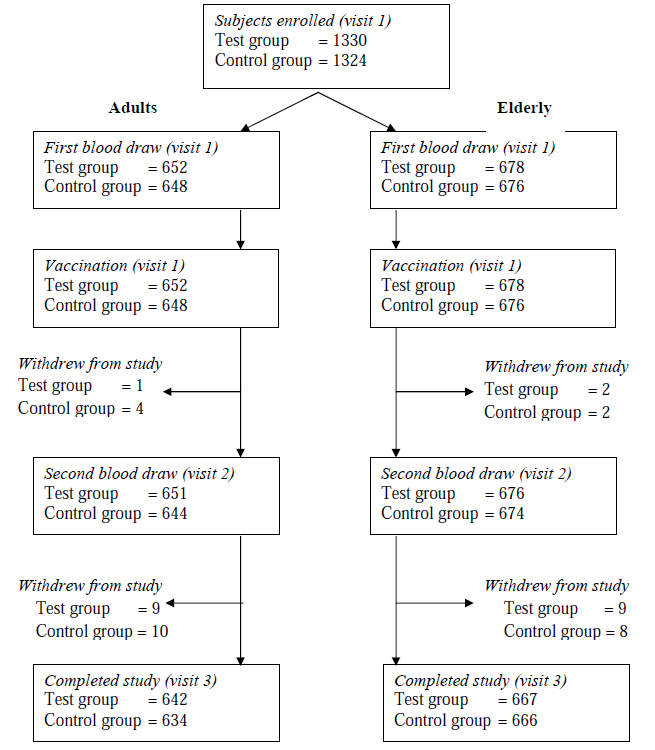 Subjects enrolled (visit 1)
Test group = 1330
Control group = 1324
Adults
Elderly
First blood draw (visit 1)
Test group = 652
Control group = 648
First blood draw (visit 1)
Test group = 678
Control group = 676
Vaccination (visit 1)
Test group = 652
Control group = 648
Vaccination (visit 1)
Test group = 678
Control group = 676
Withdrew from study
Test group = 1
Control group = 4
Withdrew from study
Test group = 2
Control group = 2
Second blood draw (visit 2)
Test group = 651
Control group = 644
Second blood draw (visit 2)
Test group = 676
Control group = 674
Withdrew from study
Test group = 9
Control group = 10
Withdrew from study
Test group = 9
Control group = 8
Completed study (visit 3)
Test group = 642
Control group = 634
Completed study (visit 3)
Test group = 667
Control group = 666